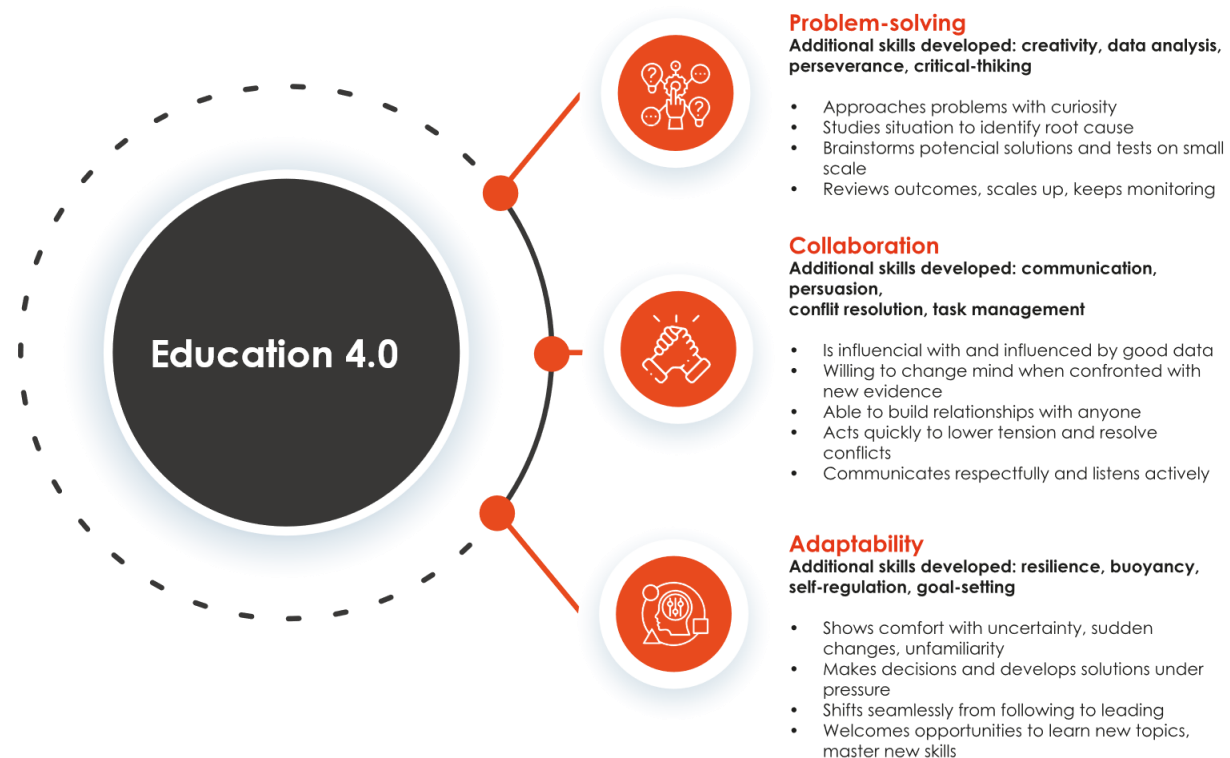 Education 4.0
Problem-solving
Additional skills developed: creativity, data analysis,
perseverance, critical-thiking
• Approaches problems with curiosity
• Studies situation to identify root cause
• Brainstorms potencial solutions and tests on small
scale
• Reviews outcomes, scales up, keeps monitoring
Collaboration
Additional skills developed: communication,
persuasion,
conflit resolution, task management
• Is influencial with and influenced by good data
• Willing to change mind when confronted with
new evidence
• Able to build relationships with anyone
• Acts quickly to lower tension and resolve
conflicts
• Communicates respectfully and listens actively
Adaptability
Additional skills developed: resilience, buoyancy,
self-regulation, goal-setting
• Shows comfort with uncertainty, sudden
changes, unfamiliarity
• Makes decisions and develops solutions under
pressure
• Shifts seamlessly from following to leading
• Welcomes opportunities to learn new topics,
master new skills